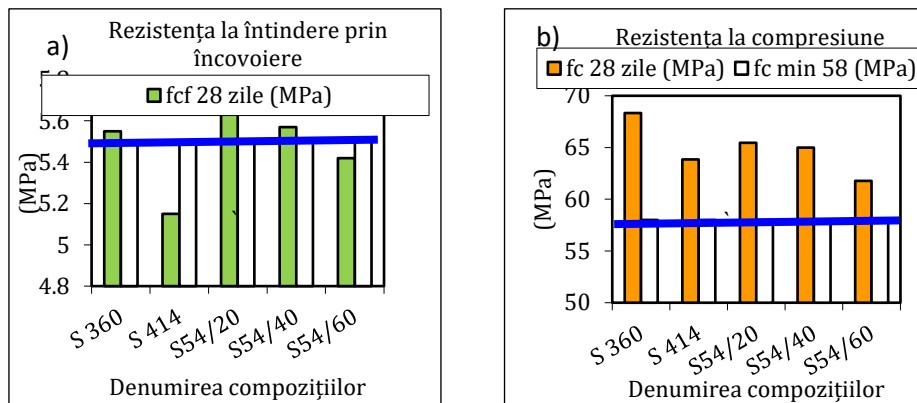 a)
Rezistența la întindere prin
încovoiere
fcf 28 zile (MPa)
(MPa)
5.6
5.4
5.2
5
4.8
S 360
S 414
S54/20
S54/40
S54/60
Denumirea compozițiilor
b)
Rezistența la compresiune
fc 28 zile (MPa)
fc min 58 (MPa)
(MPa)
70
65
60
55
50
S 360
S 414
S54/20
S54/40
S54/60
Denumirea compozițiilor